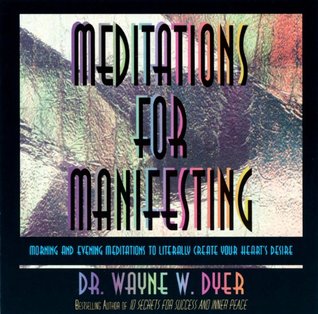 MEDITATIONS
FOR
MANIFESTING
MORNING AND EVENING MEDITATIONS TO LITERALLY CREATE YOUR HEART'S DESIRE
DR. WAYNE W. DYER
BESTSELLING AUTHOR OF 10 SECRETS FOR SUCCESS AND INNER PEACE